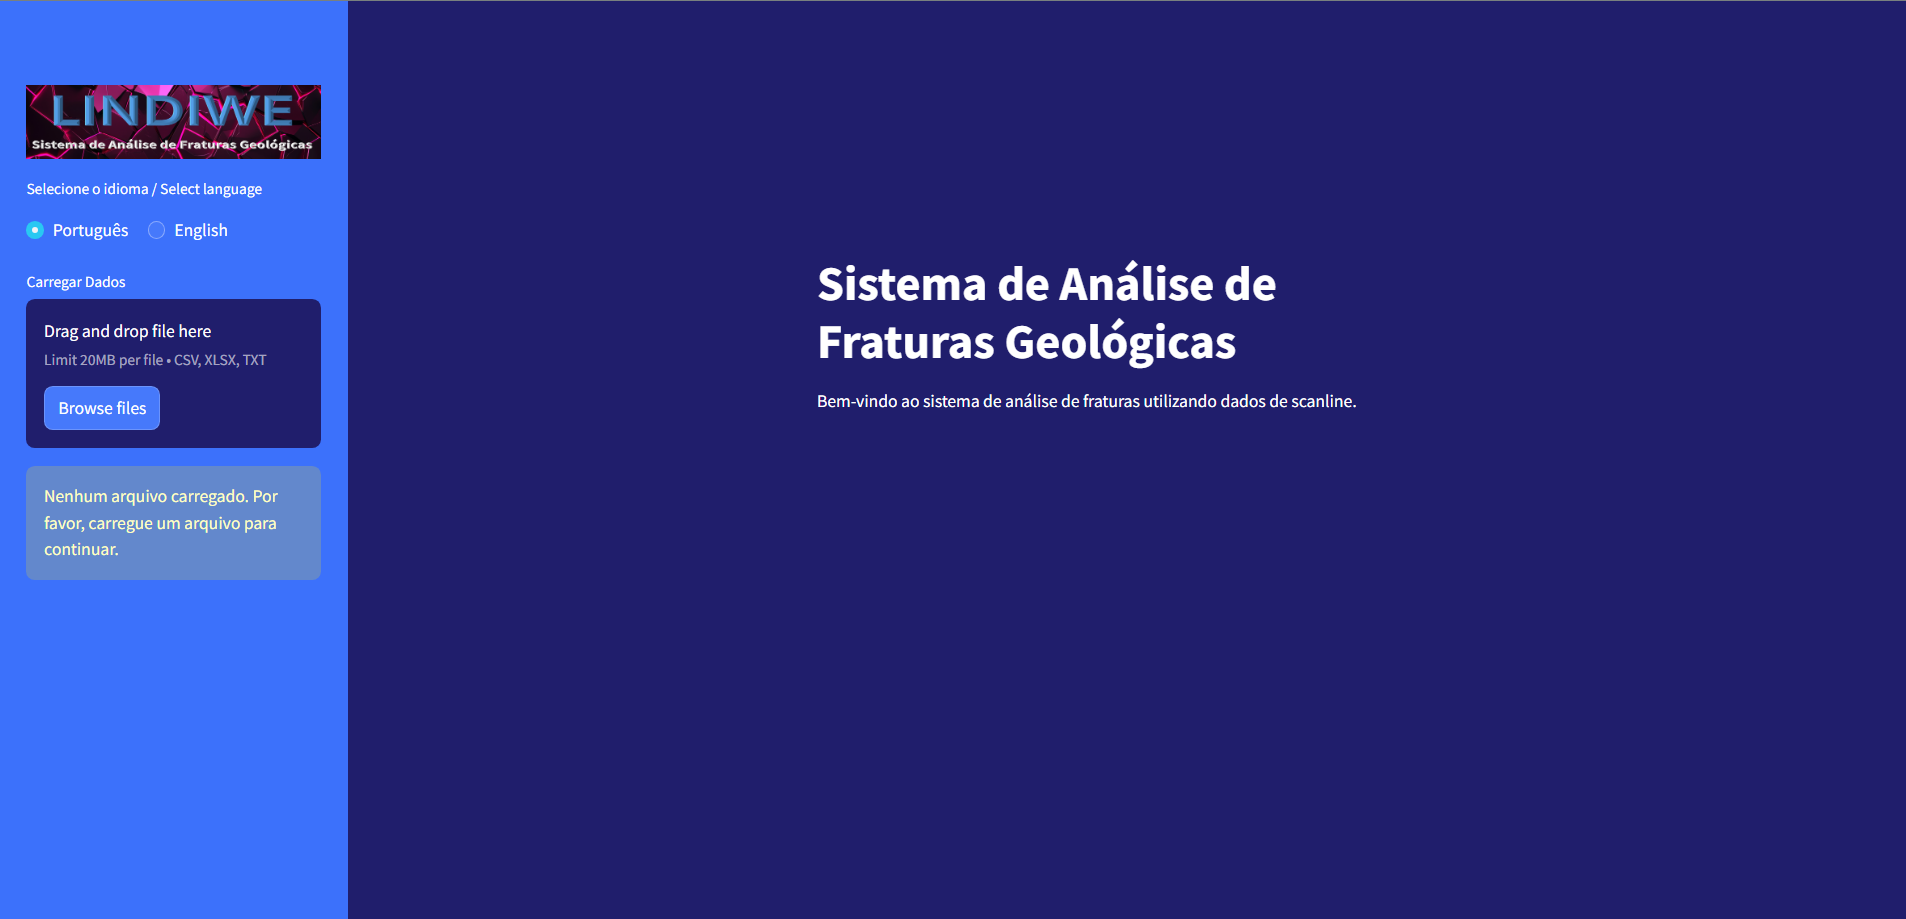 LINDIWE
Sistema de Análise de Fraturas Geológicas
Selecione o idioma / Select language
Português English
Carregar Dados
Drag and drop file here
Limit 20MB per file • CSV, XLSX, TXT
Browse files
Nenhum arquivo carregado. Por
favor, carregue um arquivo para
continuar.
Sistema de Análise de
Fraturas Geológicas
Bem-vindo ao sistema de análise de fraturas utilizando dados de scanline.